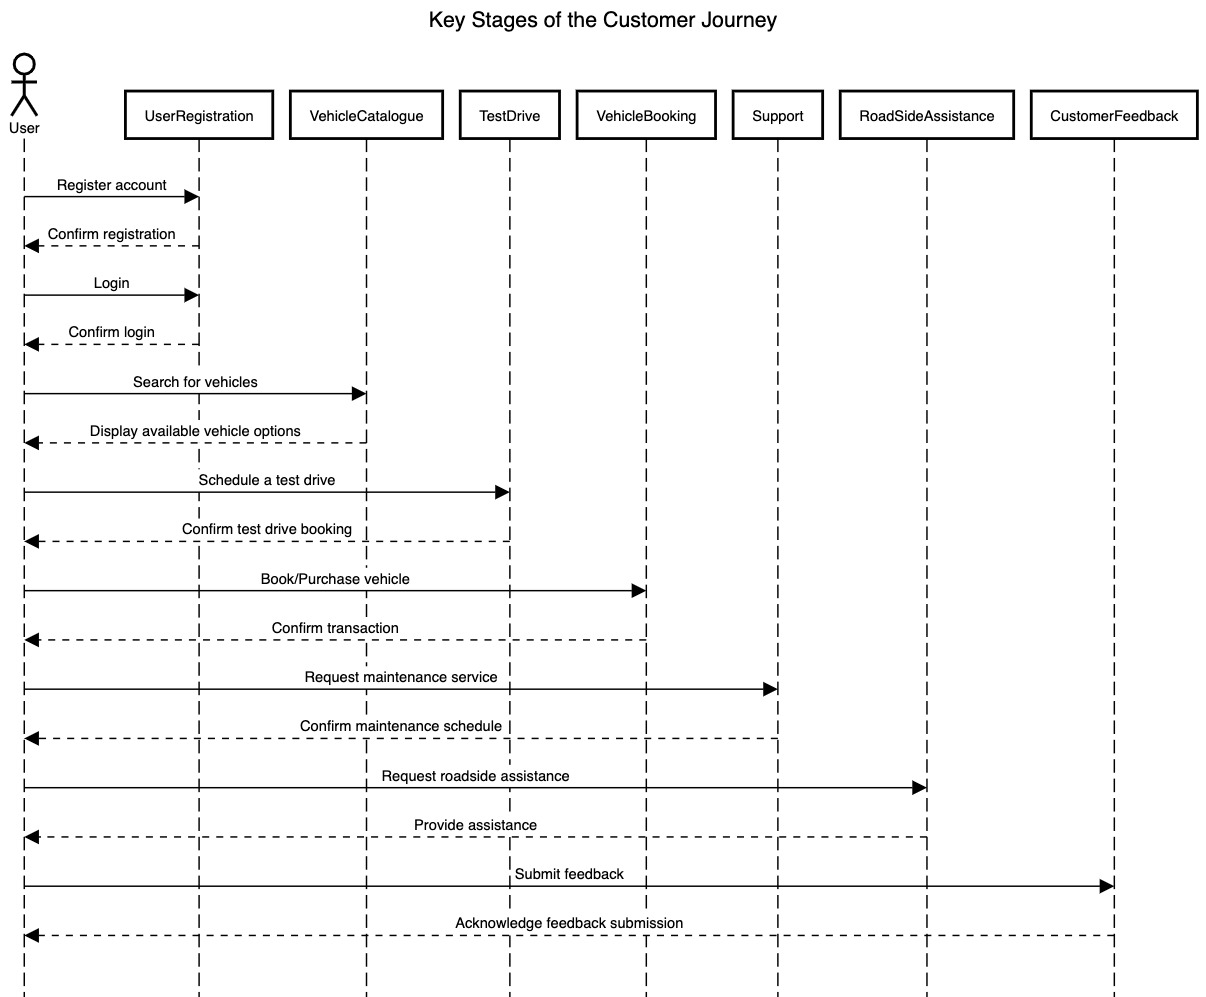 Key Stages of the Customer Journey
User
UserRegistration
VehicleCatalogue
TestDrive
VehicleBooking
Support
RoadSideAssistance
CustomerFeedback
Register account
Confirm registration
Login
Confirm login
Search for vehicles
Display available vehicle options
Schedule a test drive
Confirm test drive booking
Book/Purchase vehicle
Confirm transaction
Request maintenance service
Confirm maintenance schedule
Request roadside assistance
Provide assistance
Submit feedback
Acknowledge feedback submission